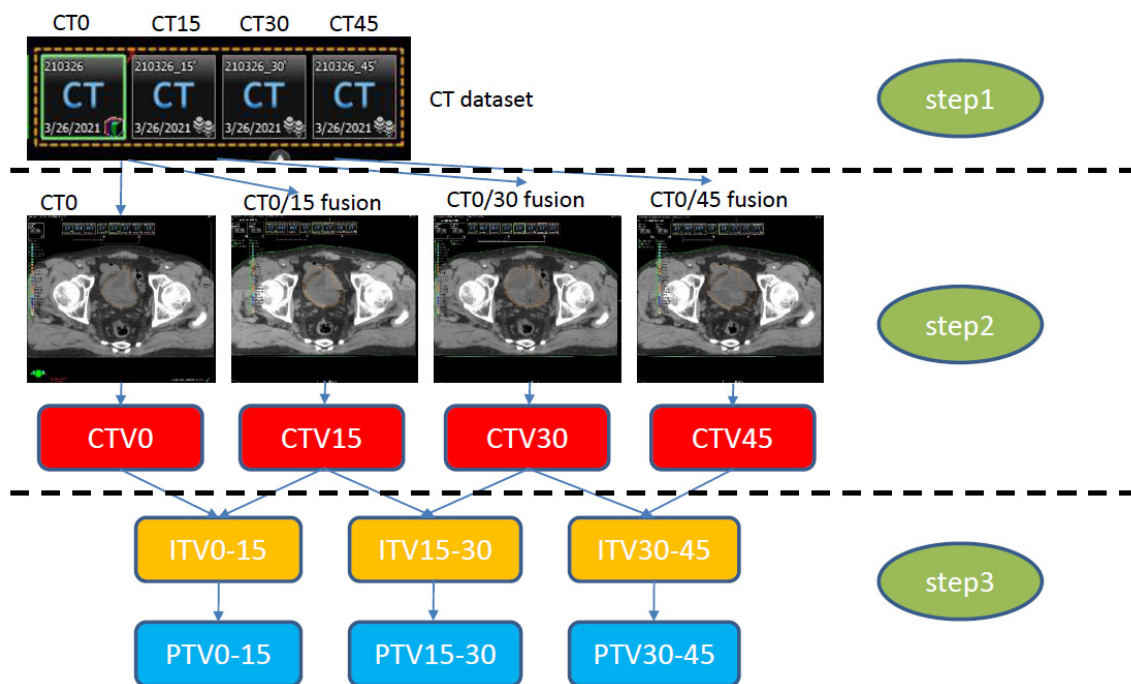 CT0 CT15 CT30 CT45
210326 210326_15' 210326_30' 210326_45'
CT CT CT CT
3/26/2021 3/26/2021 3/26/2021 3/26/2021
CT dataset
step1
CT0 CT0/15 fusion CT0/30 fusion CT0/45 fusion
step2
CTV0 CTV15 CTV30 CTV45
ITV0-15 ITV15-30 ITV30-45
step3
PTV0-15 PTV15-30 PTV30-45